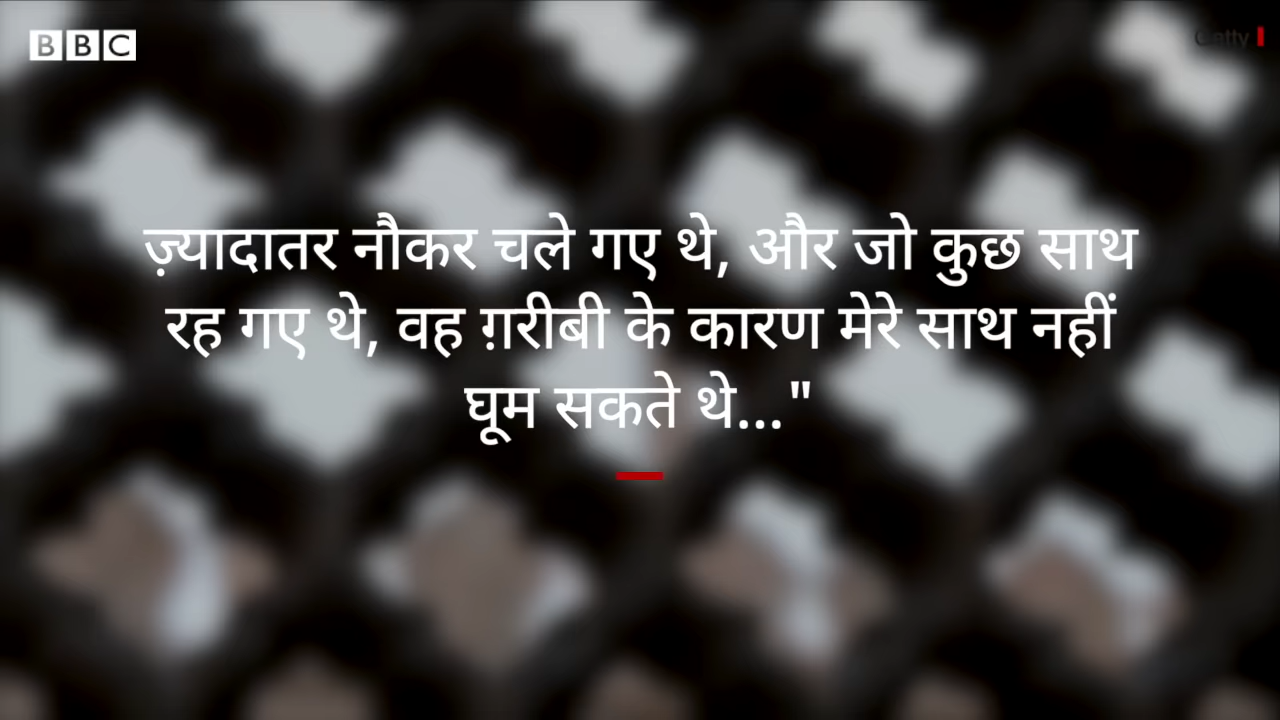 BBC
Getty
ज़्यादातर नौकर चले गए थे, और जो कुछ साथ
रह गए थे, वह ग़रीबी के कारण मेरे साथ नहीं
घूम सकते थे..."